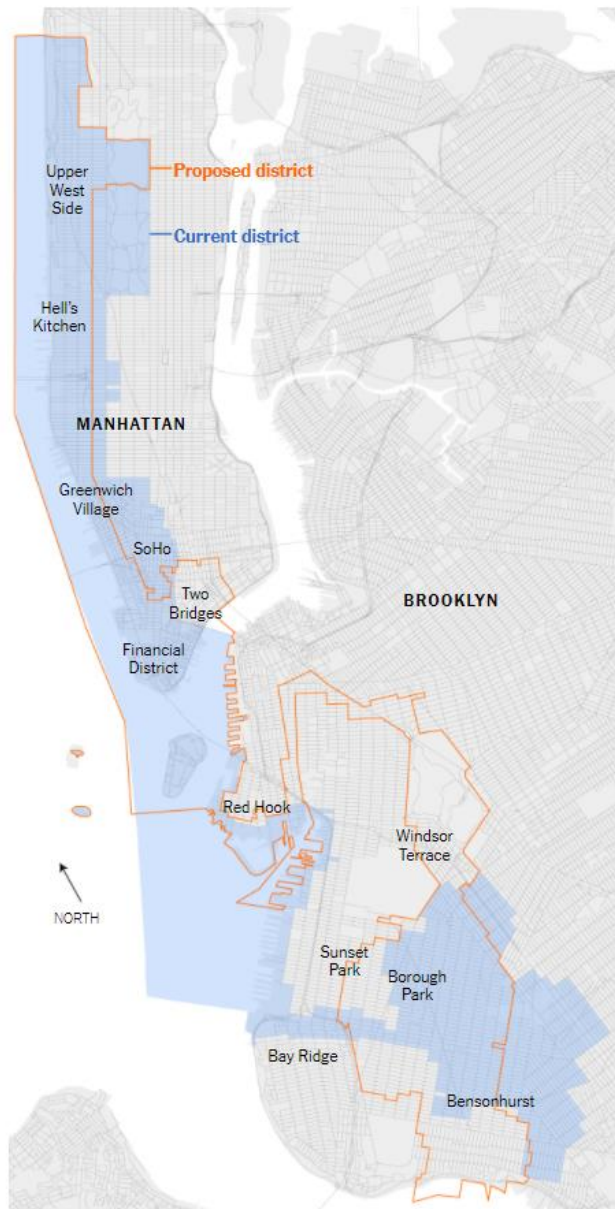 Upper
West
Side
Proposed district
Current district
Hell's
Kitchen
MANHATTAN
Greenwich
Village
SoHo
Two
Bridges
BROOKLYN
Financial
District
Red Hook
Windsor
Terrace
NORTH
Sunset
Park
Borough
Park
Bay Ridge
Bensonhurst